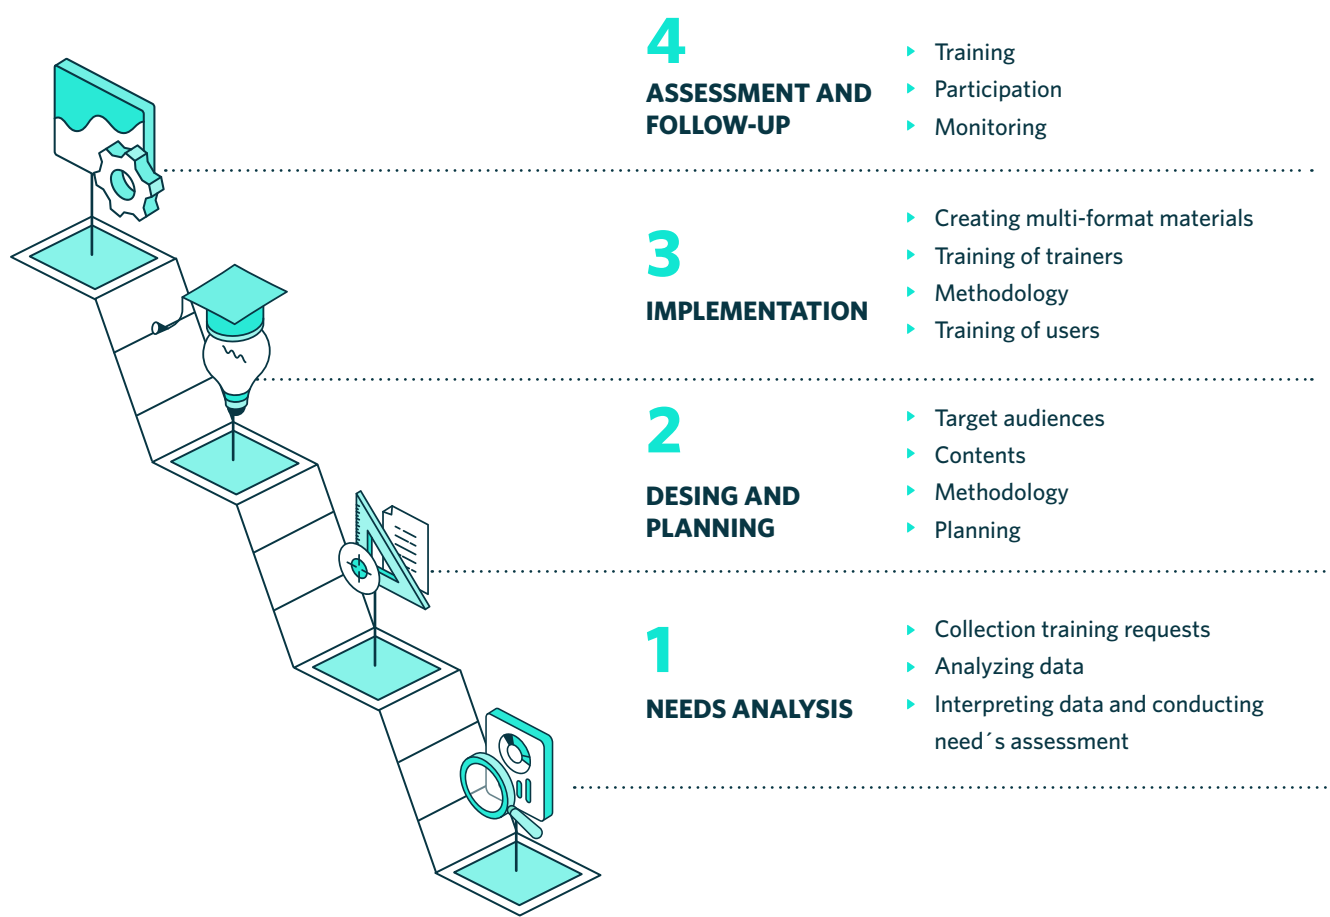 4
ASSESSMENT AND
FOLLOW-UP
Training
Participation
Monitoring
3
IMPLEMENTATION
Creating multi-format materials
Training of trainers
Methodology
Training of users
2
DESING AND
PLANNING
Target audiences
Contents
Methodology
Planning
1
NEEDS ANALYSIS
Collection training requests
Analyzing data
Interpreting data and conducting
need´s assessment